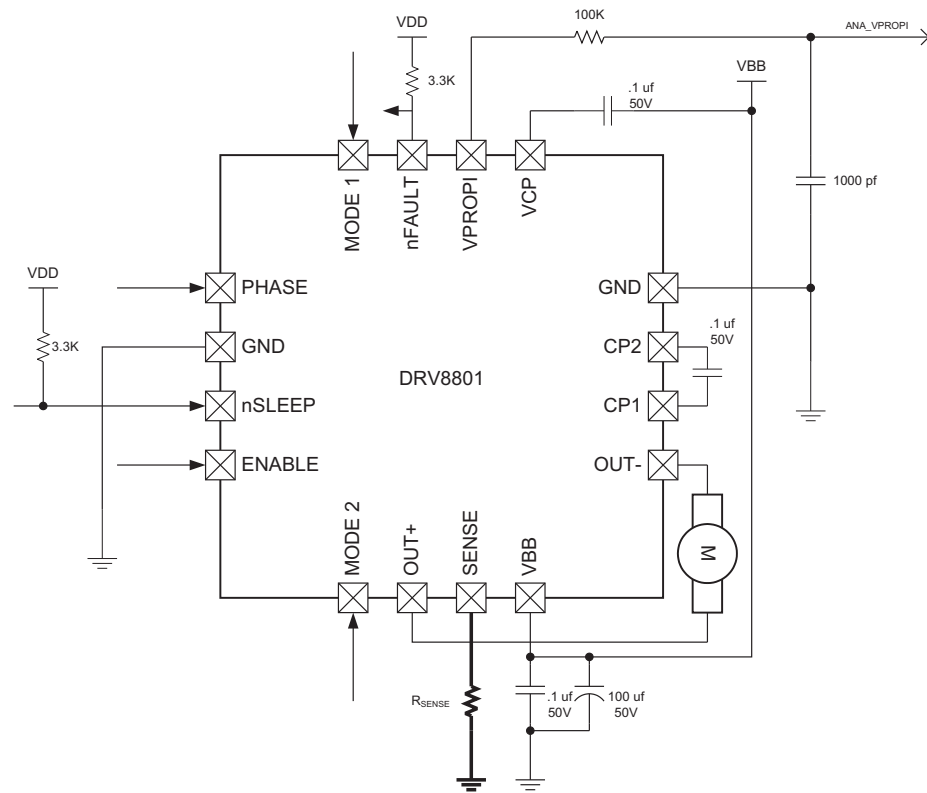 VDD
3.3K
100K
ANA_VPROPI
.1 uf
50V
VBB
1000 pf
MODE 1
nFAULT
VPROPI
VCP
VDD
3.3K
PHASE
GND
nSLEEP
ENABLE
DRV8801
GND
CP2
CP1
OUT-
.1 uf
50V
M
MODE 2
OUT+
SENSE
VBB
RSENSE
.1 uf
50V
100 uf
50V